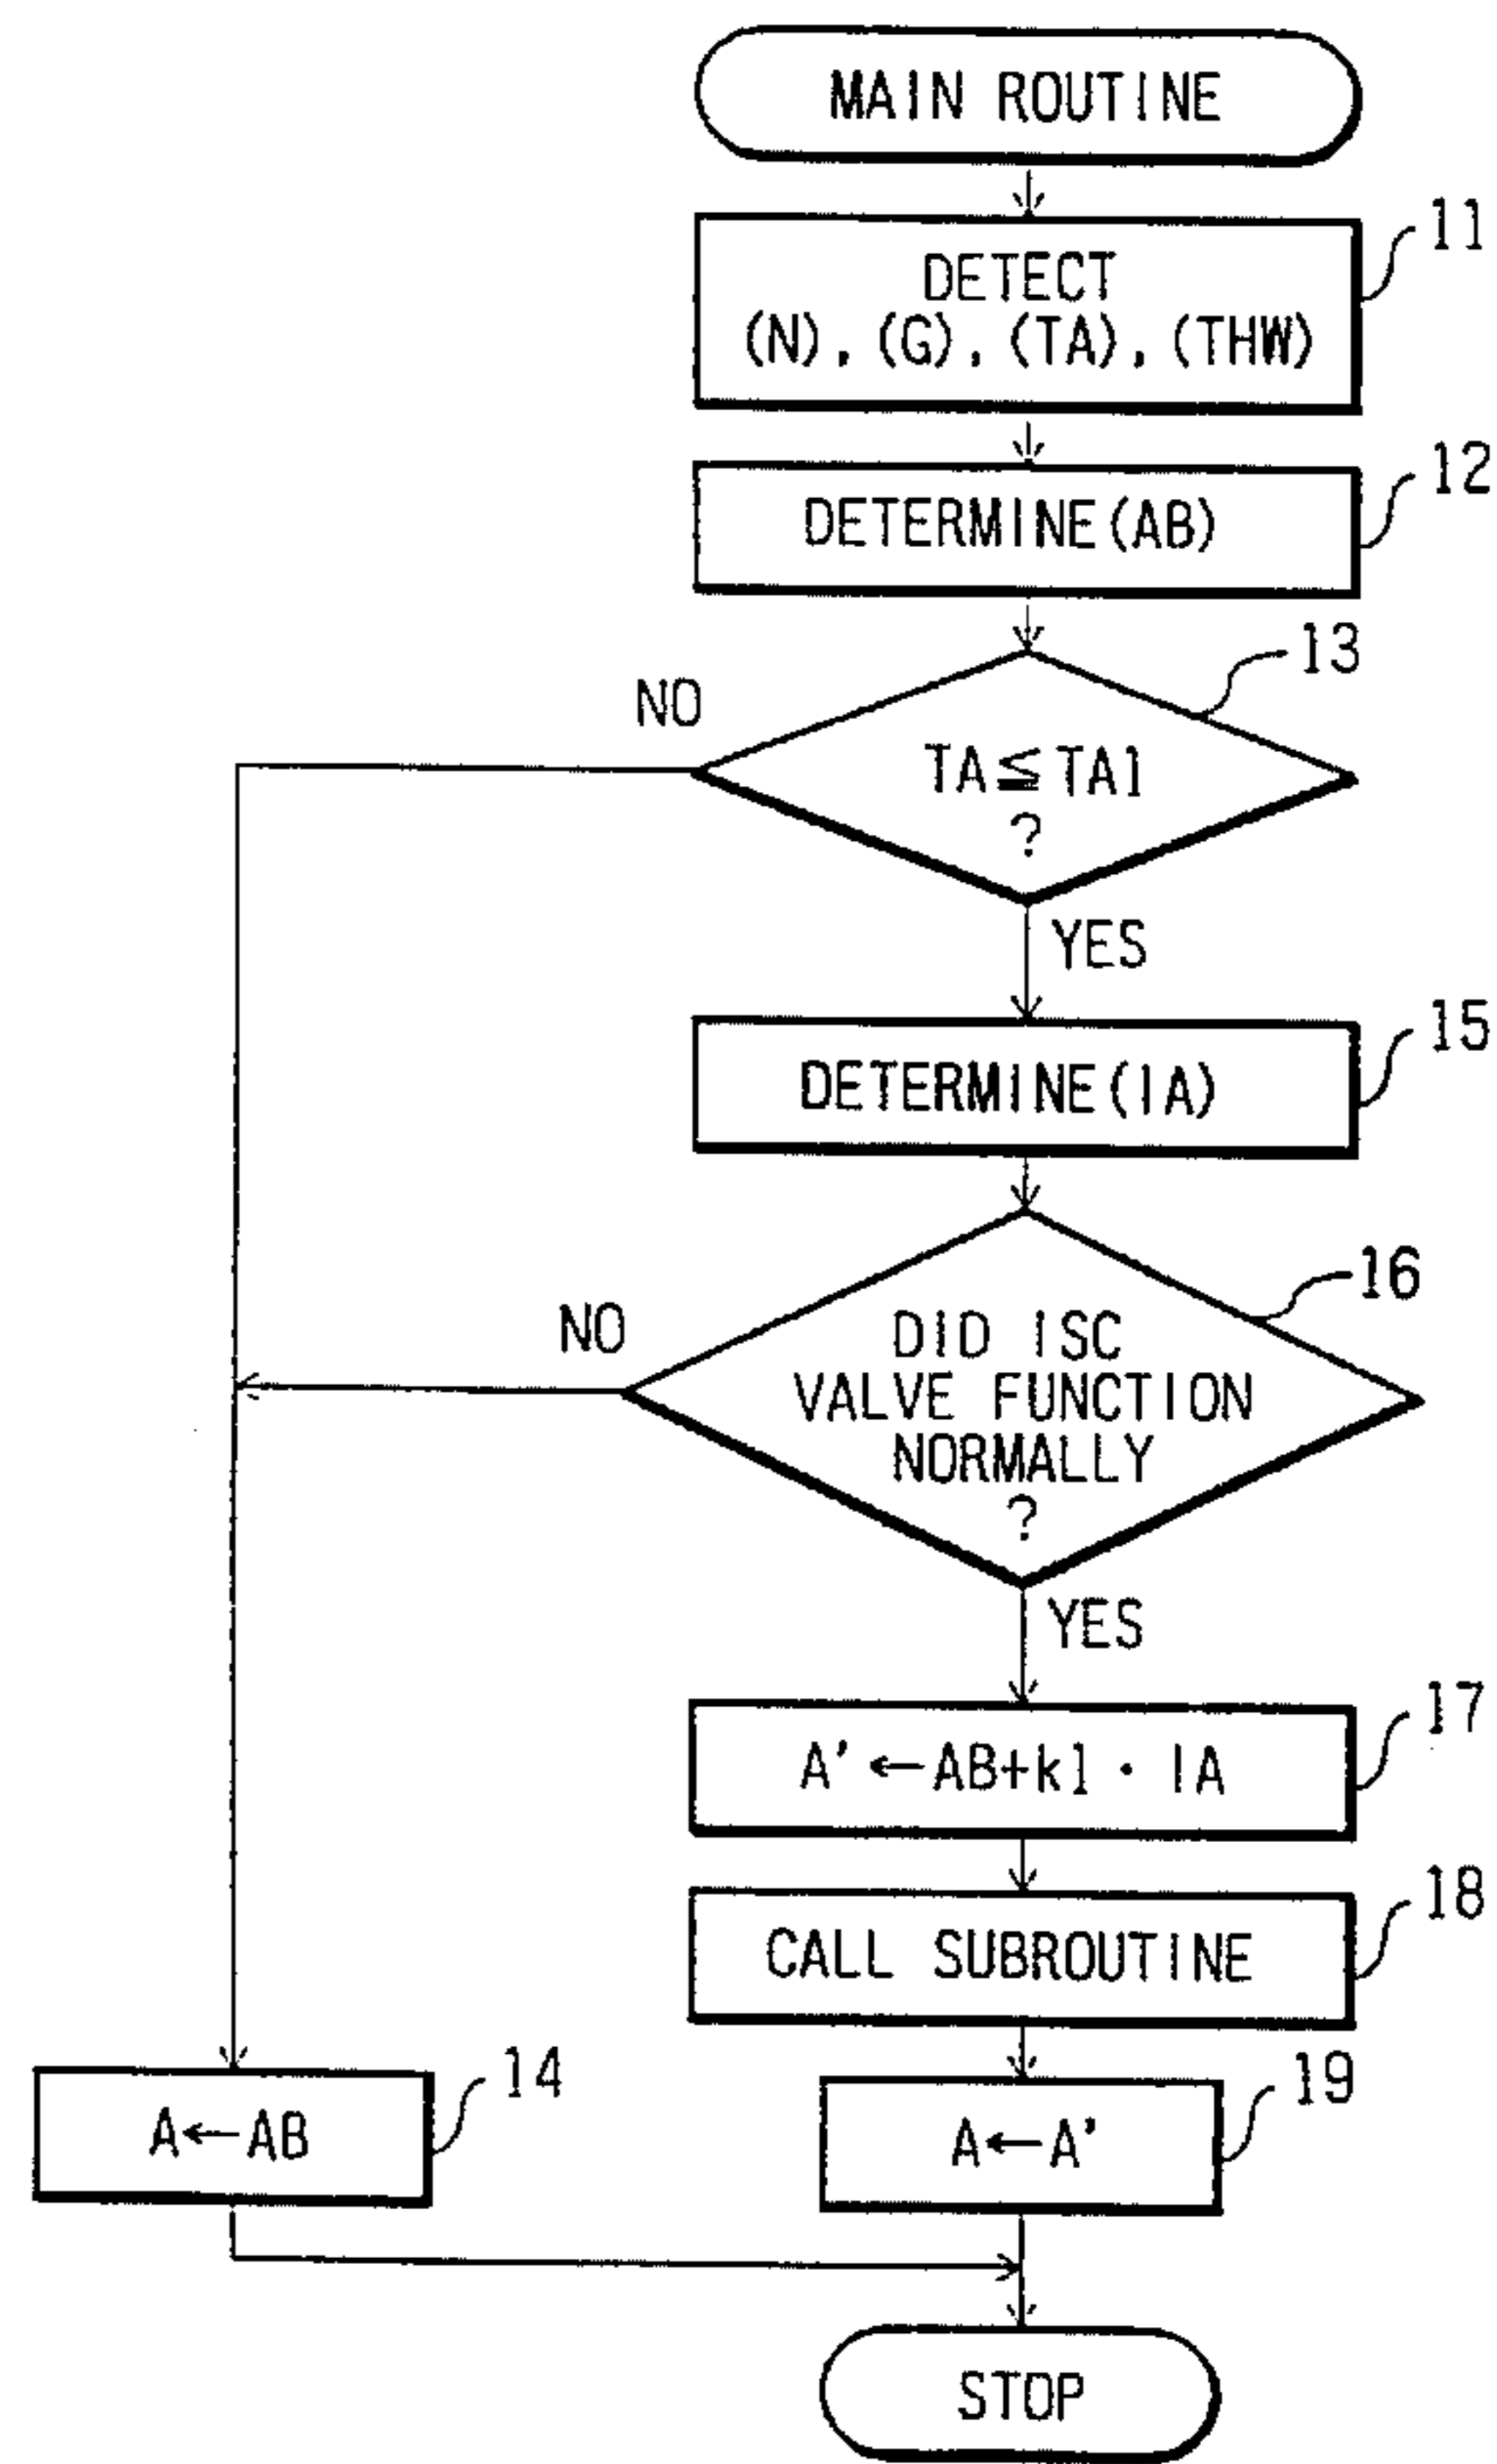 MAIN ROUTINE
11
DETECT
(N), (G), (TA), (THW)
12
DETERMINE(AB)
13
NO
TA≦TA1
?
YES
15
DETERMINE(IA)
16
NO
DID ISC
VALVE FUNCTION
NORMALLY
?
YES
17
A'←AB+k1・IA
18
CALL SUBROUTINE
14
A←AB
19
A←A'
STOP